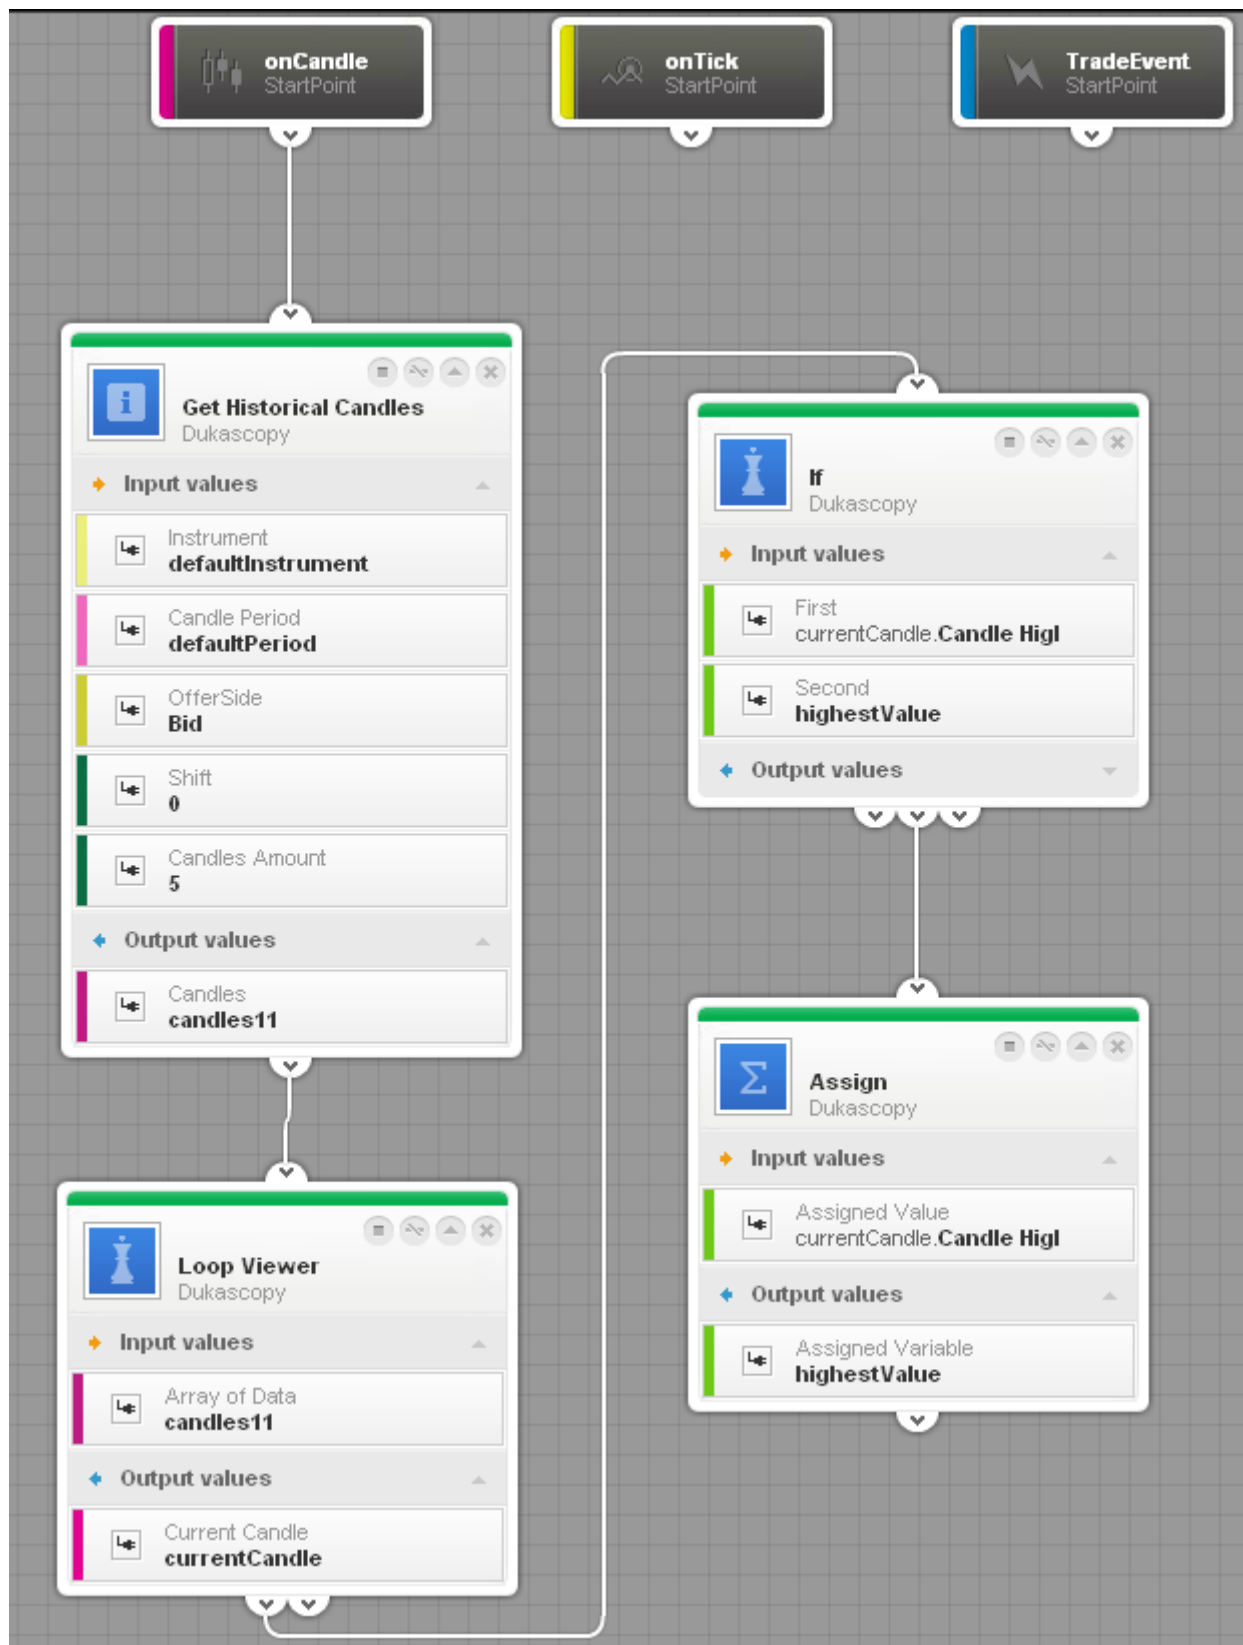 onCandle
StartPoint
onTick
StartPoint
TradeEvent
StartPoint
Get Historical Candles
Dukascopy
Input values
Instrument
defaultInstrument
Candle Period
defaultPeriod
OfferSide
Bid
Shift
0
Candles Amount
5
Output values
Candles
candles11
Loop Viewer
Dukascopy
Input values
Array of Data
candles11
Output values
Current Candle
currentCandle
If
Dukascopy
Input values
First
currentCandle.Candle Higl
Second
highestValue
Output values
Assign
Dukascopy
Input values
Assigned Value
currentCandle.Candle Higl
Output values
Assigned Variable
highestValue